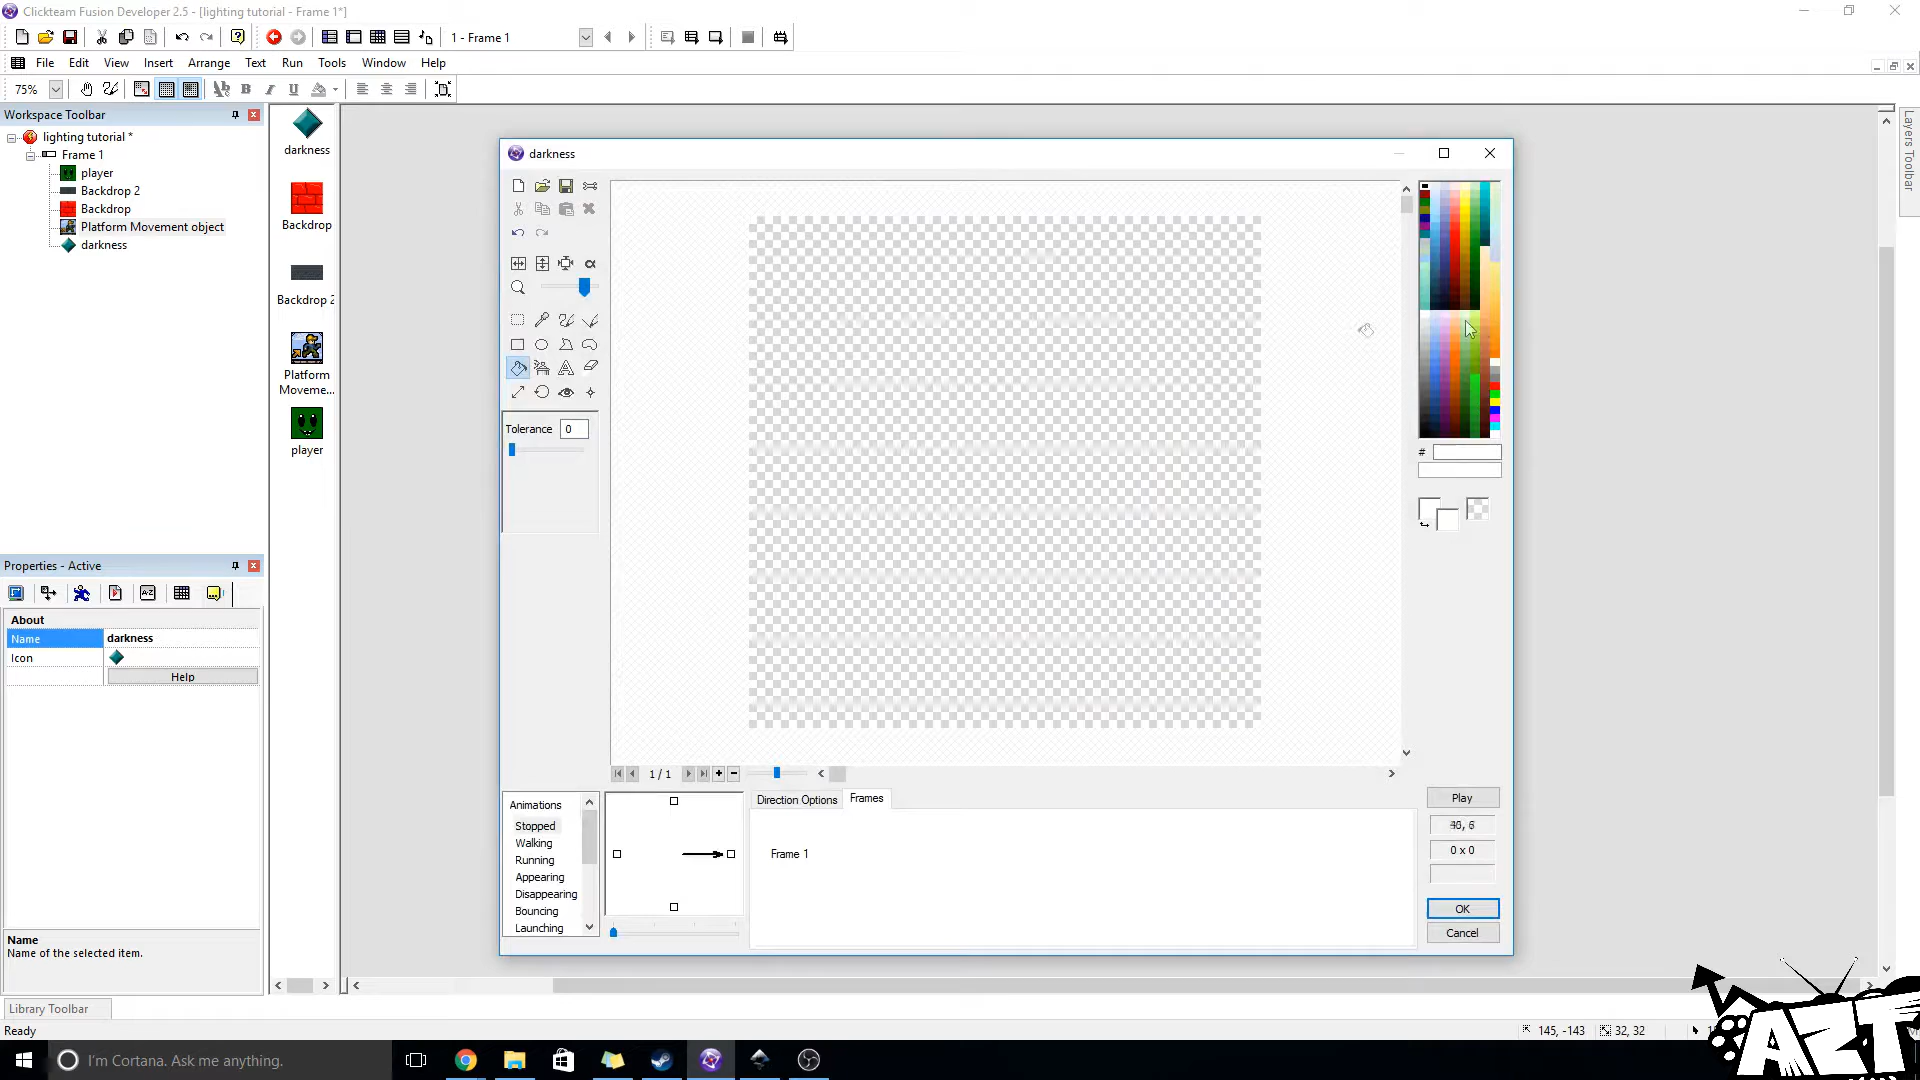 Clickteam Fusion Developer 2.5 - [lighting tutorial - Frame 1*]
1 - Frame 1
File Edit View Insert Arrange Text Run Tools Window Help
75%
Workspace Toolbar
lighting tutorial *
Frame 1
player
Backdrop 2
Backdrop
Platform Movement object
darkness
darkness
Backdrop
Backdrop 2
Platform
Moveme...
player
Layers Toolbar
darkness
Tolerance 0
#
1 / 1
Animations
Stopped
Walking
Running
Appearing
Disappearing
Bouncing
Launching
Direction Options Frames
Frame 1
Play
0 x 0
OK
Cancel
Properties - Active
About
Name darkness
Icon
Help
Name
Name of the selected item.
Library Toolbar
Ready
145, -143 32, 32
AZT
I'm Cortana. Ask me anything.